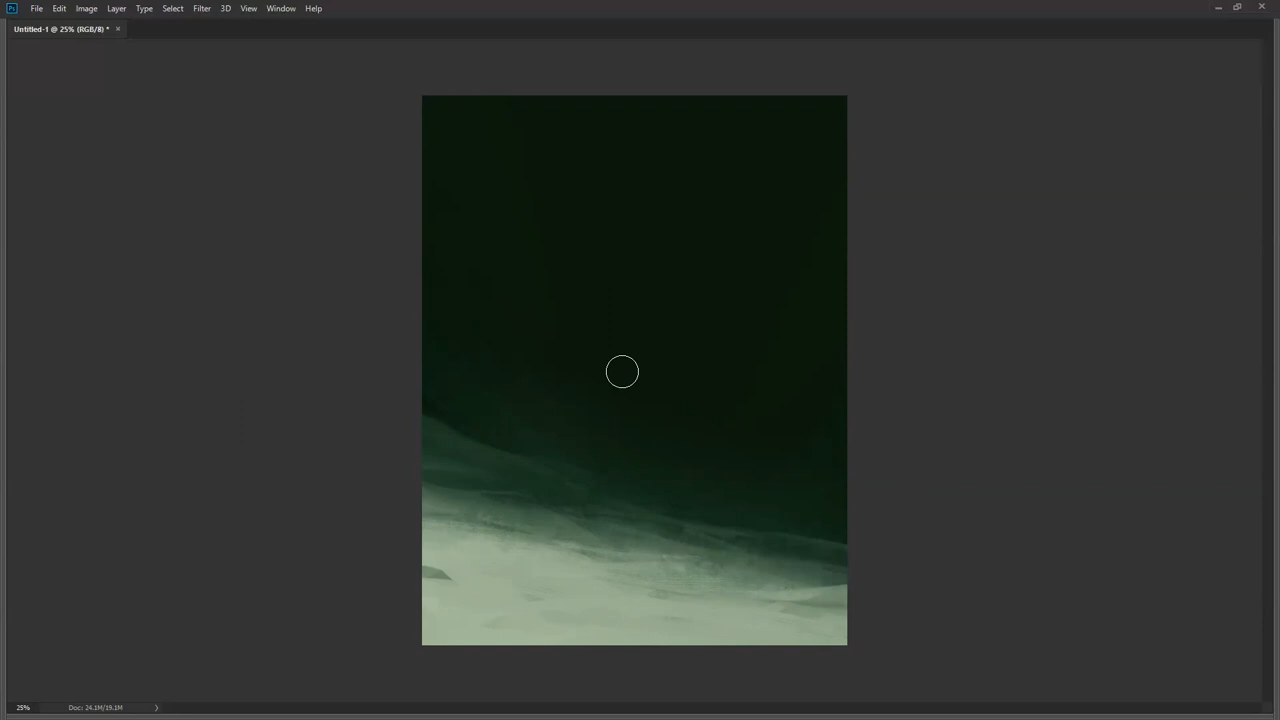 Ps File Edit Image Layer Type Select Filter 3D View Window Help
Untitled-1 @ 25% (RGB/8) * ×
25% Doc: 24.1M/19.1M